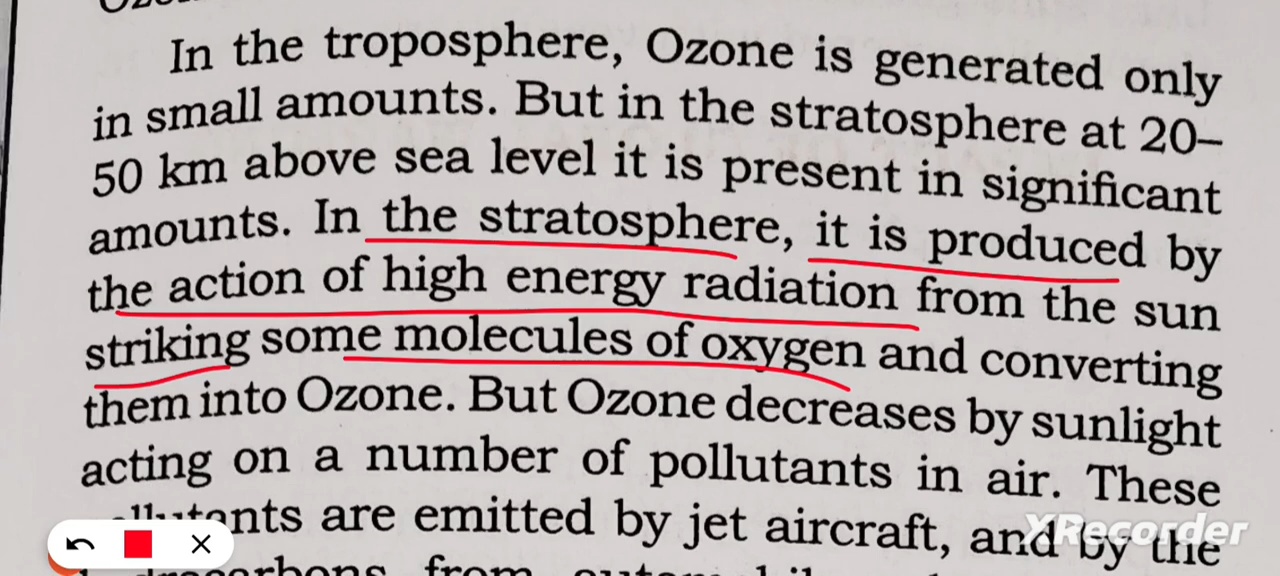 In the troposphere, Ozone is generated only
in small amounts. But in the stratosphere at 20–
50 km above sea level it is present in significant
amounts. In the stratosphere, it is produced by
the action of high energy radiation from the sun
striking some molecules of oxygen and converting
them into Ozone. But Ozone decreases by sunlight
acting on a number of pollutants in air. These
are emitted by jet aircraft, and by the
XRecorder
from